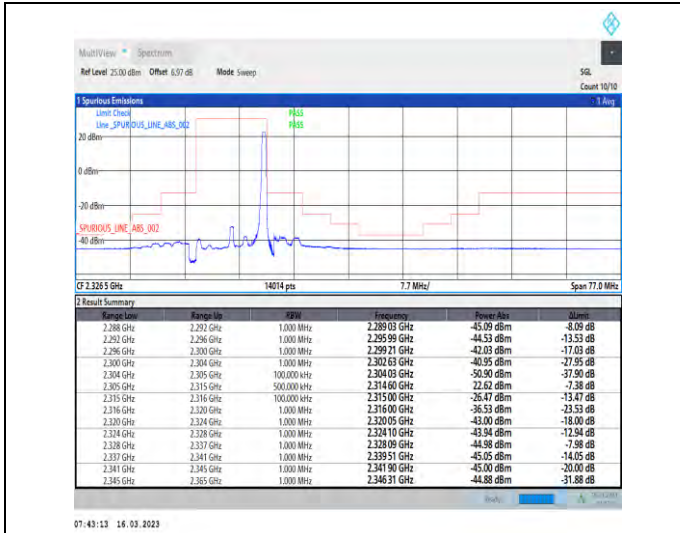 MultiView Spectrum
Ref Level 25.00 dBm Offset 6.97 dB Mode Sweep SGL
Count 10/10
1 Spurious Emissions 1 Avg
Limit Check PASS
Line _SPURIOUS_LINE_ABS_002 PASS
20 dBm
0 dBm
-20 dBm
_SPURIOUS_LINE_ABS_002
-40 dBm
CF 2.326 5 GHz 14014 pts 7.7 MHz/ Span 77.0 MHz
2 Result Summary
Range Low Range Up RBW Frequency Power Abs ΔLimit
2.288 GHz 2.292 GHz 1.000 MHz 2.289 03 GHz -45.09 dBm -8.09 dB
2.292 GHz 2.296 GHz 1.000 MHz 2.295 99 GHz -44.53 dBm -13.53 dB
2.296 GHz 2.300 GHz 1.000 MHz 2.299 21 GHz -42.03 dBm -17.03 dB
2.300 GHz 2.304 GHz 1.000 MHz 2.302 63 GHz -40.95 dBm -27.95 dB
2.304 GHz 2.305 GHz 100.000 kHz 2.304 03 GHz -50.90 dBm -37.90 dB
2.305 GHz 2.315 GHz 500.000 kHz 2.314 60 GHz 22.62 dBm -7.38 dB
2.315 GHz 2.316 GHz 100.000 kHz 2.315 00 GHz -26.47 dBm -13.47 dB
2.316 GHz 2.320 GHz 1.000 MHz 2.316 00 GHz -36.53 dBm -23.53 dB
2.320 GHz 2.324 GHz 1.000 MHz 2.320 05 GHz -43.00 dBm -18.00 dB
2.324 GHz 2.328 GHz 1.000 MHz 2.324 10 GHz -43.94 dBm -12.94 dB
2.328 GHz 2.337 GHz 1.000 MHz 2.328 09 GHz -44.98 dBm -7.98 dB
2.337 GHz 2.341 GHz 1.000 MHz 2.339 51 GHz -45.05 dBm -14.05 dB
2.341 GHz 2.345 GHz 1.000 MHz 2.341 90 GHz -45.00 dBm -20.00 dB
2.345 GHz 2.365 GHz 1.000 MHz 2.346 31 GHz -44.88 dBm -31.88 dB
07:43:13 16.03.2023